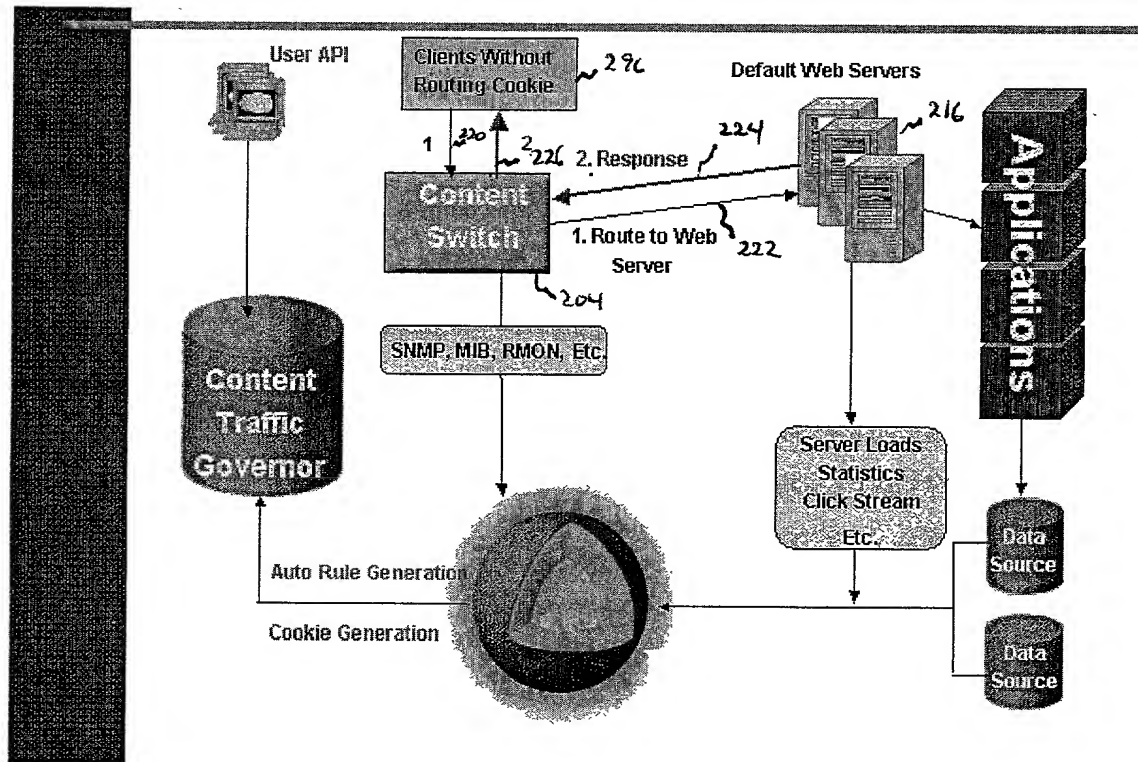 User API
Clients Without
Routing Cookie
296
Default Web Servers
216
1
220
2
226
2. Response
224
Content
Switch
1. Route to Web
Server
222
204
Applications
SNMP, MIB, RMON, Etc.
Content
Traffic
Governor
Server Loads
Statistics
Click Stream
Etc.
Data
Source
Auto Rule Generation
Cookie Generation
Data
Source